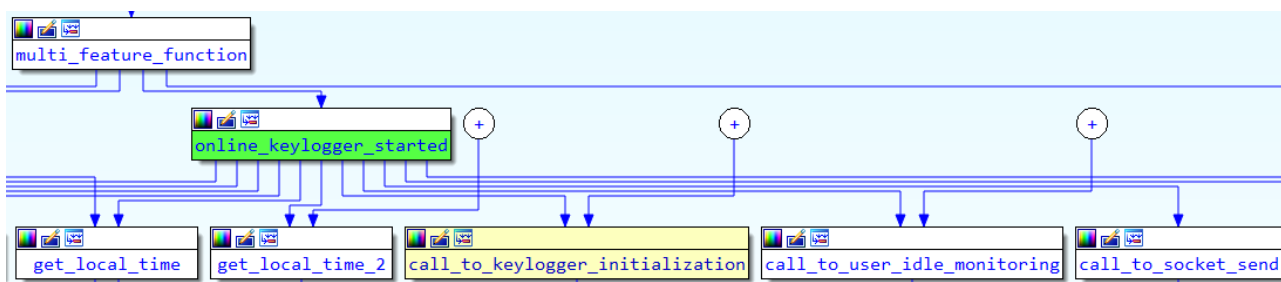 multi_feature_function
+
+
+
online_keylogger_started
get_local_time
get_local_time_2
call_to_keylogger_initialization
call_to_user_idle_monitoring
call_to_socket_send